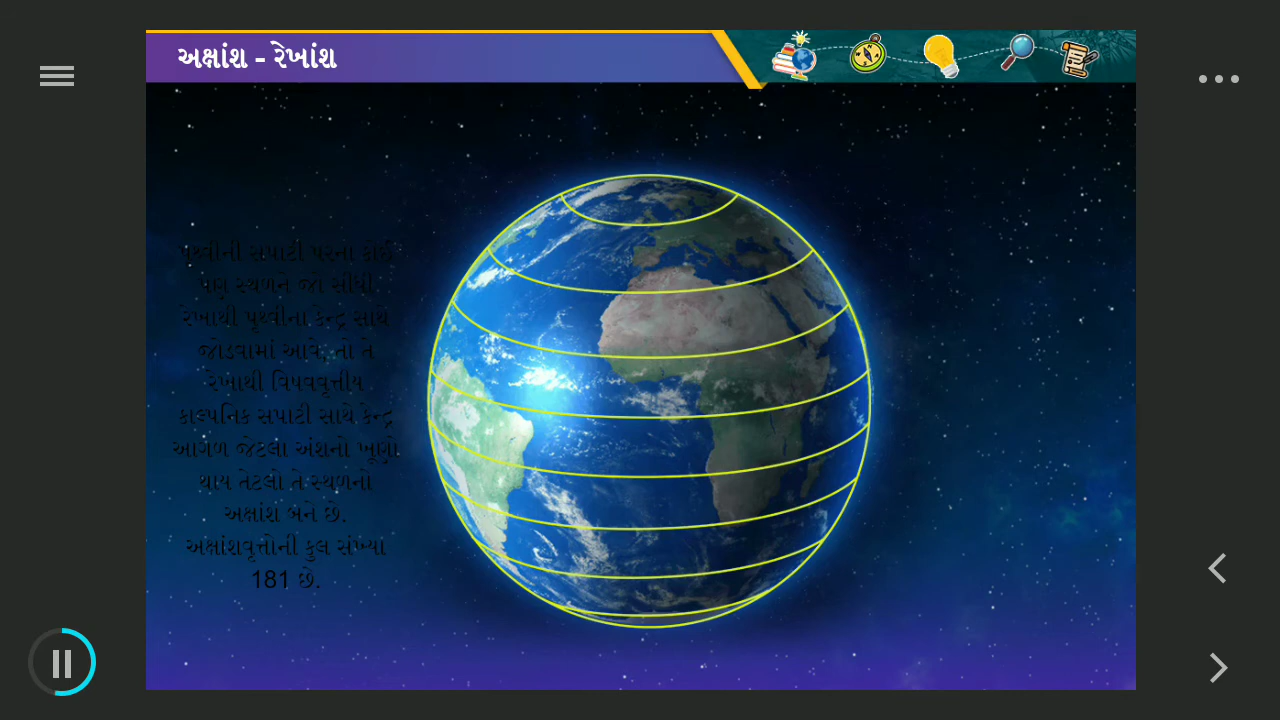 અક્ષાંશ - રેખાંશ
પૃથ્વીની સપાટી પરના કોઈ
પણ સ્થળને જો સીધી
રેખાથી પૃથ્વીના કેન્દ્ર સાથે
જોડવામાં આવે, તો તે
રેખાથી વિષુવવૃત્તીય
કાલ્પનિક સપાટી સાથે કેન્દ્ર
આગળ જેટલા અંશનો ખૂણો
થાય તેટલો તે સ્થળનો
અક્ષાંશ બને છે.
અક્ષાંશવૃત્તોની કુલ સંખ્યા
181 છે.